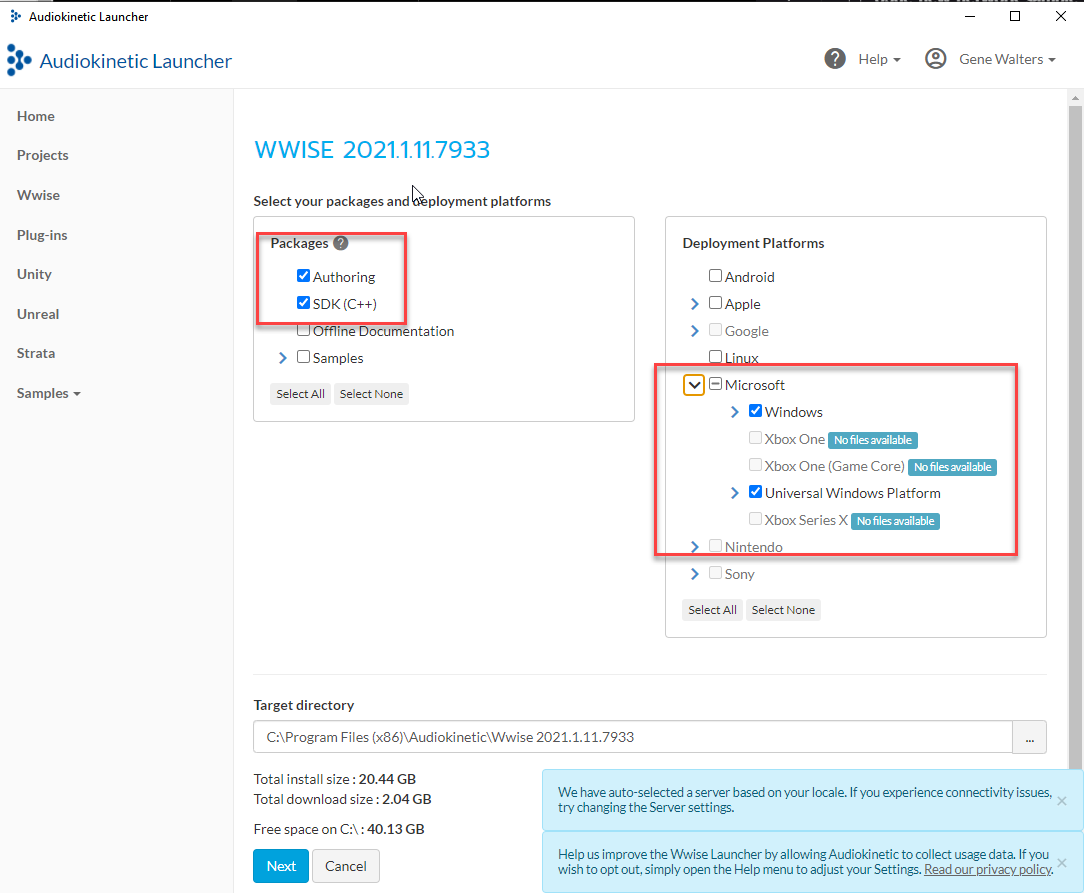 Audiokinetic Launcher
Audiokinetic Launcher
? Help
Gene Walters
Home
Projects
Wwise
Plug-ins
Unity
Unreal
Strata
Samples
WWISE 2021.1.11.7933
Select your packages and deployment platforms
Packages ?
Authoring
SDK (C++)
Offline Documentation
Samples
Select All Select None
Deployment Platforms
Android
Apple
Google
Linux
Microsoft
Windows
Xbox One No files available
Xbox One (Game Core) No files available
Universal Windows Platform
Xbox Series X No files available
Nintendo
Sony
Select All Select None
Target directory
C:\Program Files (x86)\Audiokinetic\Wwise 2021.1.11.7933
...
Total install size : 20.44 GB
Total download size : 2.04 GB
Free space on C:\ : 40.13 GB
Next Cancel
We have auto-selected a server based on your locale. If you experience connectivity issues,
try changing the Server settings.
Help us improve the Wwise Launcher by allowing Audiokinetic to collect usage data. If you
wish to opt out, simply open the Help menu to adjust your Settings. Read our privacy policy.